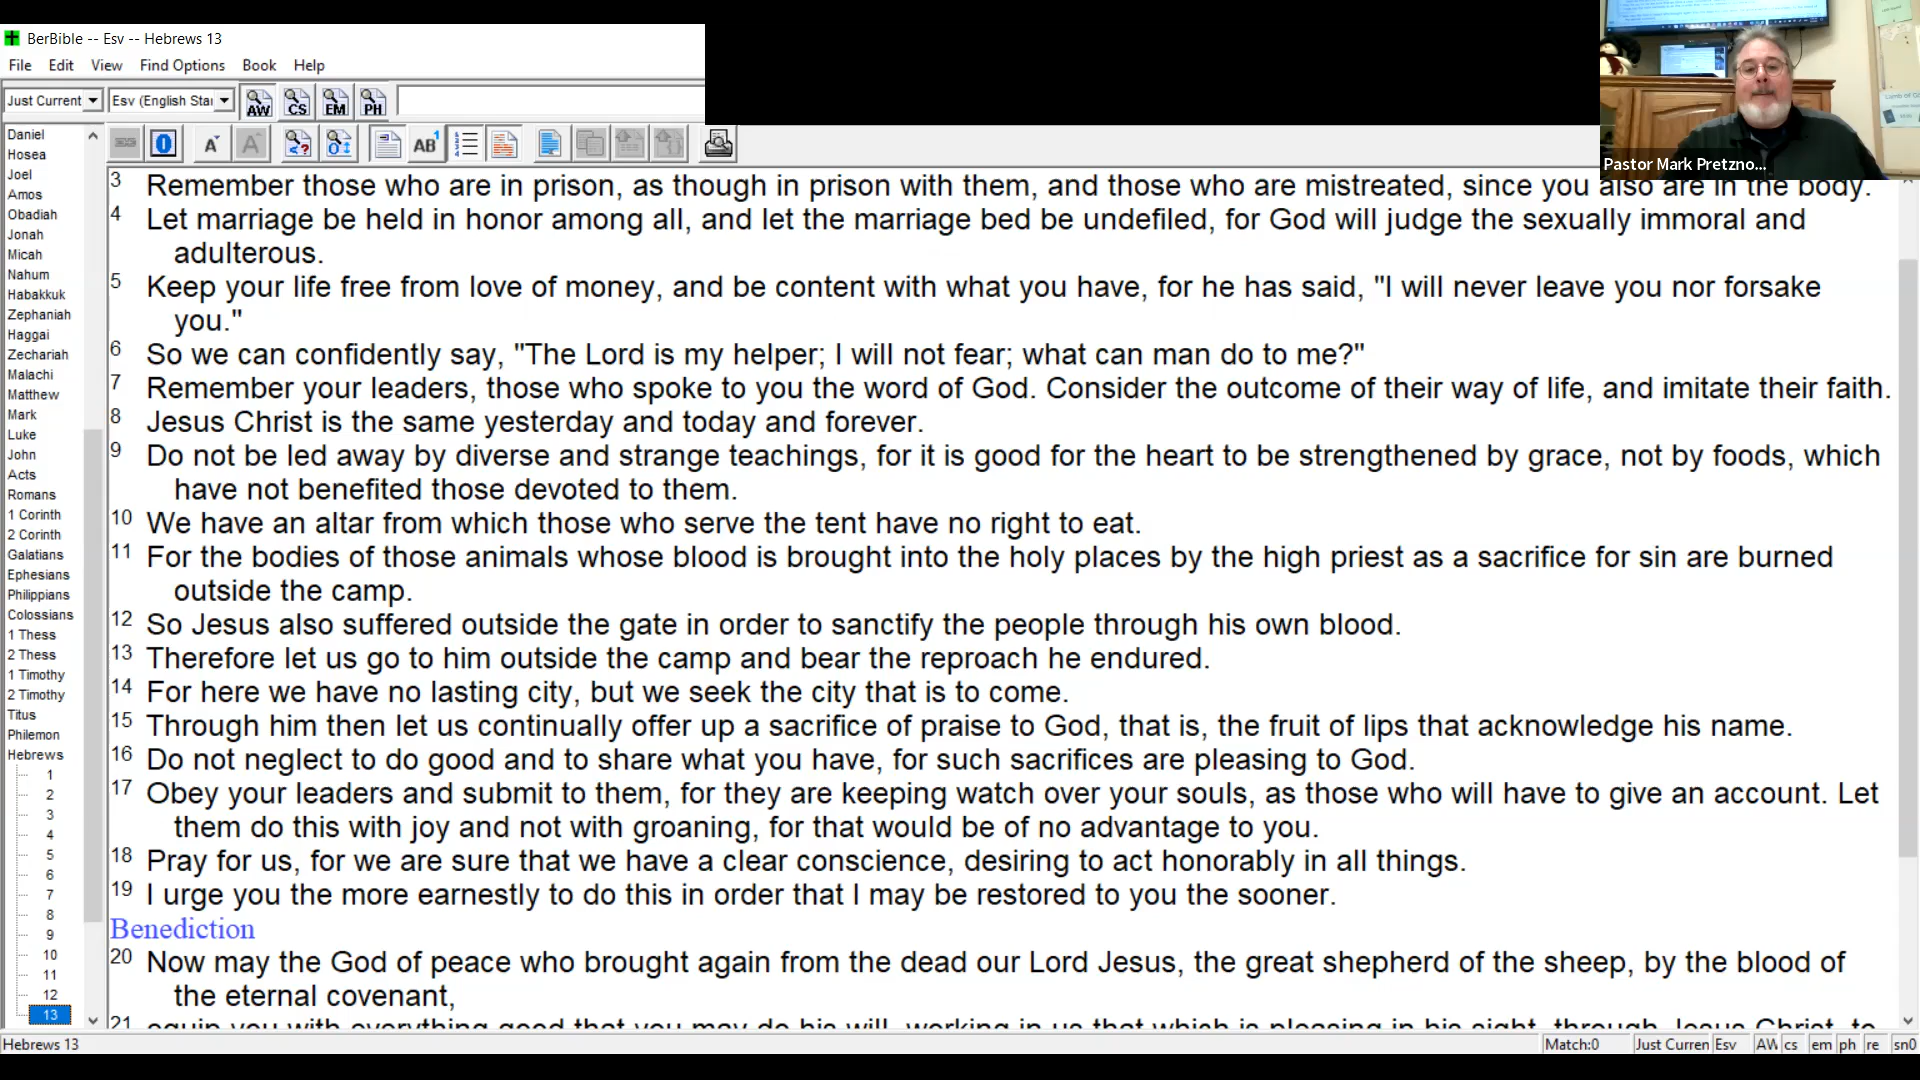 BerBible -- Esv -- Hebrews 13
File Edit View Find Options Book Help
Just Current Esv (English Star AW CS EM PH
Pastor Mark Pretzno...
Daniel
Hosea
Joel
Amos
Obadiah
Jonah
Micah
Nahum
Habakkuk
Zephaniah
Haggai
Zechariah
Malachi
Matthew
Mark
Luke
John
Acts
Romans
1 Corinth
2 Corinth
Galatians
Ephesians
Philippians
Colossians
1 Thess
2 Thess
1 Timothy
2 Timothy
Titus
Philemon
Hebrews
1
2
3
4
5
6
7
8
9
10
11
12
13
3 Remember those who are in prison, as though in prison with them, and those who are mistreated, since you also are in the body.
4 Let marriage be held in honor among all, and let the marriage bed be undefiled, for God will judge the sexually immoral and
adulterous.
5 Keep your life free from love of money, and be content with what you have, for he has said, "I will never leave you nor forsake
you."
6 So we can confidently say, "The Lord is my helper; I will not fear; what can man do to me?"
7 Remember your leaders, those who spoke to you the word of God. Consider the outcome of their way of life, and imitate their faith.
8 Jesus Christ is the same yesterday and today and forever.
9 Do not be led away by diverse and strange teachings, for it is good for the heart to be strengthened by grace, not by foods, which
have not benefited those devoted to them.
10 We have an altar from which those who serve the tent have no right to eat.
11 For the bodies of those animals whose blood is brought into the holy places by the high priest as a sacrifice for sin are burned
outside the camp.
12 So Jesus also suffered outside the gate in order to sanctify the people through his own blood.
13 Therefore let us go to him outside the camp and bear the reproach he endured.
14 For here we have no lasting city, but we seek the city that is to come.
15 Through him then let us continually offer up a sacrifice of praise to God, that is, the fruit of lips that acknowledge his name.
16 Do not neglect to do good and to share what you have, for such sacrifices are pleasing to God.
17 Obey your leaders and submit to them, for they are keeping watch over your souls, as those who will have to give an account. Let
them do this with joy and not with groaning, for that would be of no advantage to you.
18 Pray for us, for we are sure that we have a clear conscience, desiring to act honorably in all things.
19 I urge you the more earnestly to do this in order that I may be restored to you the sooner.
Benediction
20 Now may the God of peace who brought again from the dead our Lord Jesus, the great shepherd of the sheep, by the blood of
the eternal covenant,
21 equip you with everything good that you may do his will, working in us that which is pleasing in his sight, through Jesus Christ, to
Hebrews 13 Match:0 Just Curren Esv AW cs em ph re sn0